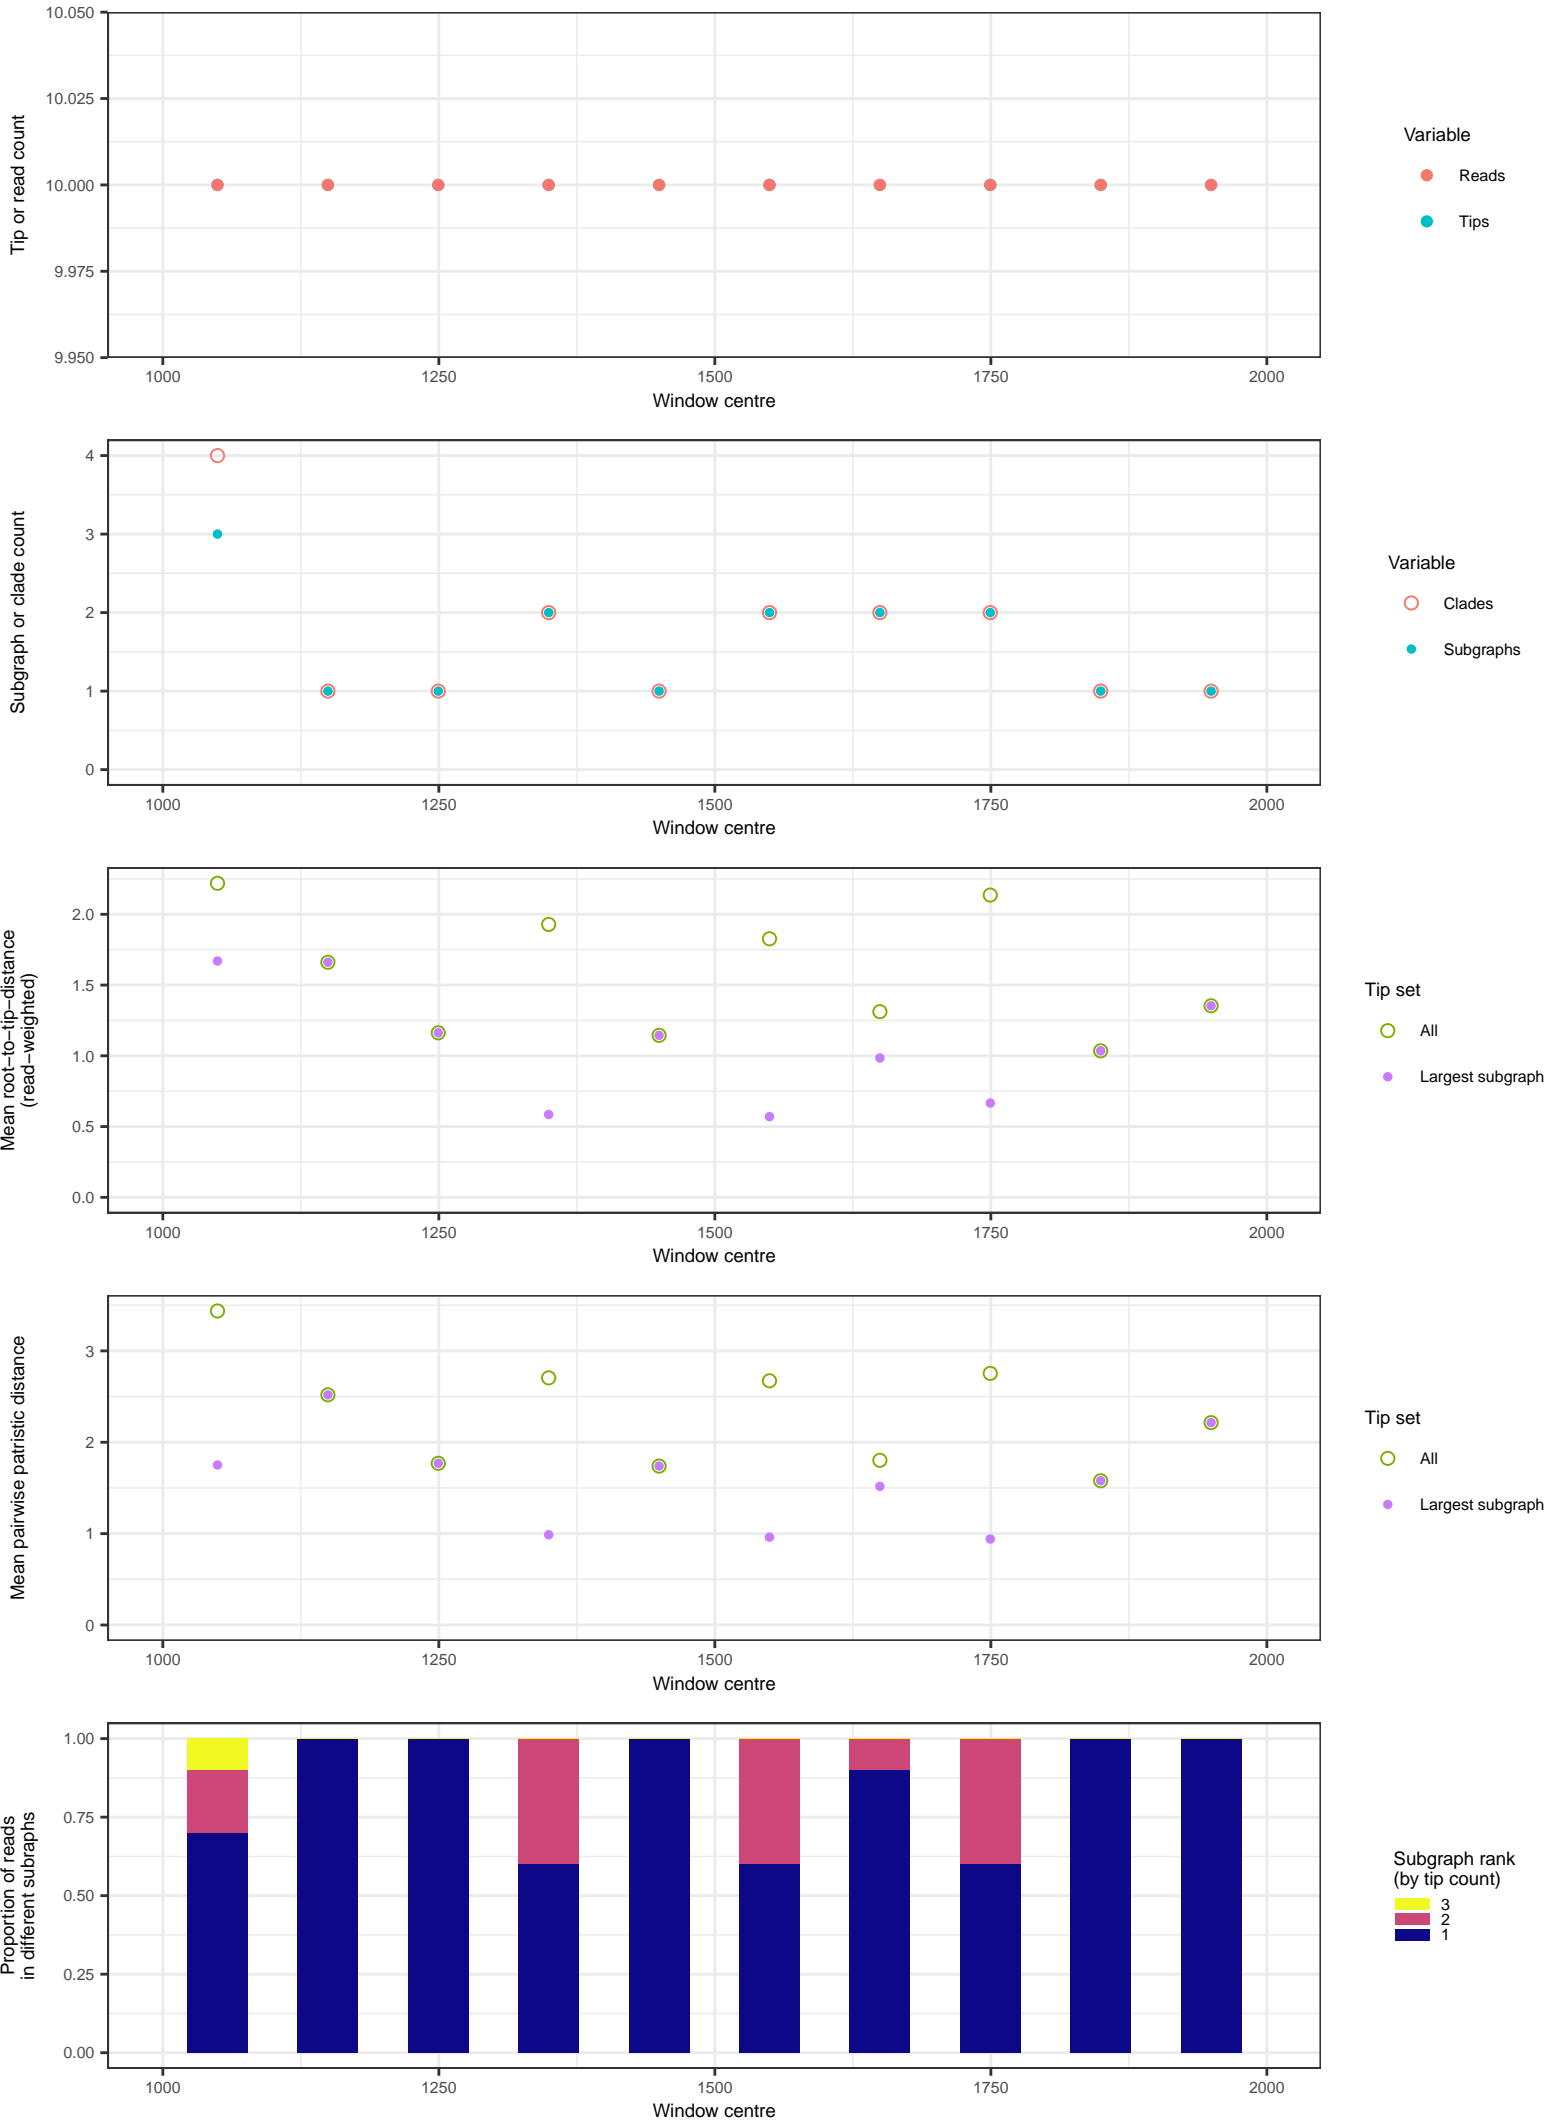 10.050
10.025
10.000
9.975
9.950
Tip or read count
1000 1250 1500 1750 2000
Window centre
Variable
Reads
Tips
4
3
2
1
0
Subgraph or clade count
1000 1250 1500 1750 2000
Window centre
Variable
Clades
Subgraphs
2.0
1.5
1.0
0.5
0.0
Mean root−to−tip−distance
(read−weighted)
1000 1250 1500 1750 2000
Window centre
Tip set
All
Largest subgraph
3
2
1
0
Mean pairwise patristic distance
1000 1250 1500 1750 2000
Window centre
Tip set
All
Largest subgraph
1.00
0.75
0.50
0.25
0.00
Proportion of reads
in different subraphs
1000 1250 1500 1750 2000
Window centre
Subgraph rank
(by tip count)
3
2
1